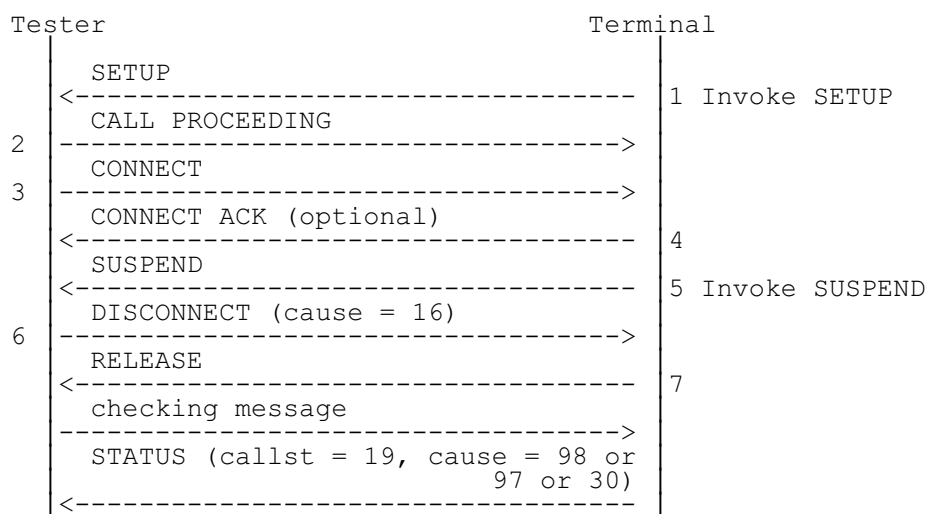 Tester Terminal
SETUP
<----------------------------------- 1 Invoke SETUP
CALL PROCEEDING
2 ----------------------------------->
CONNECT
3 ----------------------------------->
CONNECT ACK (optional)
<----------------------------------- 4
SUSPEND
<----------------------------------- 5 Invoke SUSPEND
DISCONNECT (cause = 16)
6 ----------------------------------->
RELEASE
<----------------------------------- 7
checking message
----------------------------------->
STATUS (callst = 19, cause = 98 or
97 or 30)
<-----------------------------------